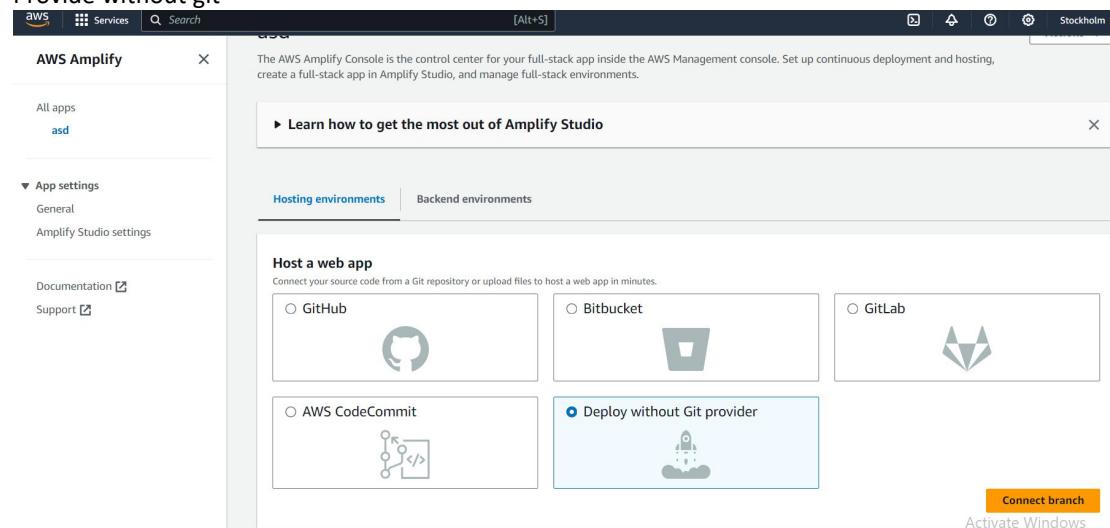 Provide without git
aws Services Search [Alt+S] Stockholm
AWS Amplify
asd
The AWS Amplify Console is the control center for your full-stack app inside the AWS Management console. Set up continuous deployment and hosting,
create a full-stack app in Amplify Studio, and manage full-stack environments.
All apps
asd
Learn how to get the most out of Amplify Studio
App settings
General
Amplify Studio settings
Documentation
Support
Hosting environments Backend environments
Host a web app
Connect your source code from a Git repository or upload files to host a web app in minutes.
GitHub Bitbucket GitLab
AWS CodeCommit Deploy without Git provider
Connect branch
Activate Windows